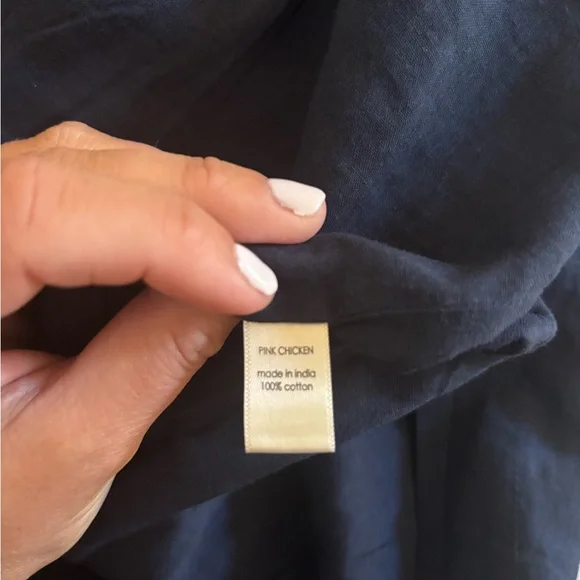 PINK CHICKEN
made in india
100% cotton